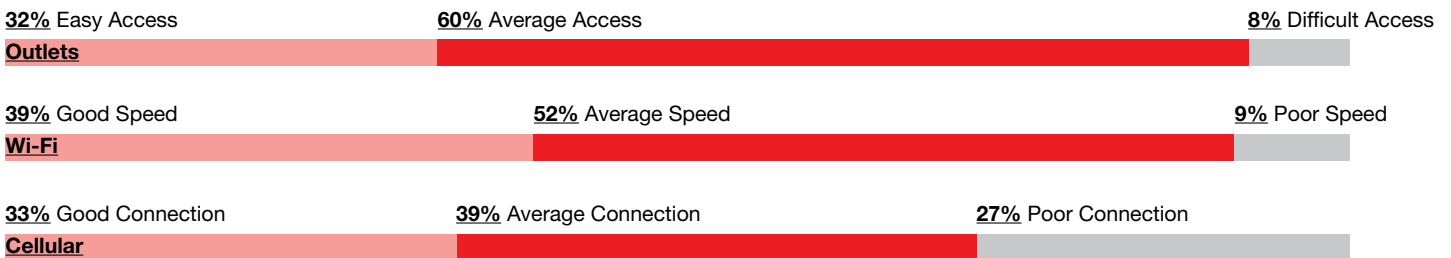 32% Easy Access 60% Average Access 8% Difficult Access
Outlets
39% Good Speed 52% Average Speed 9% Poor Speed
Wi-Fi
33% Good Connection 39% Average Connection 27% Poor Connection
Cellular